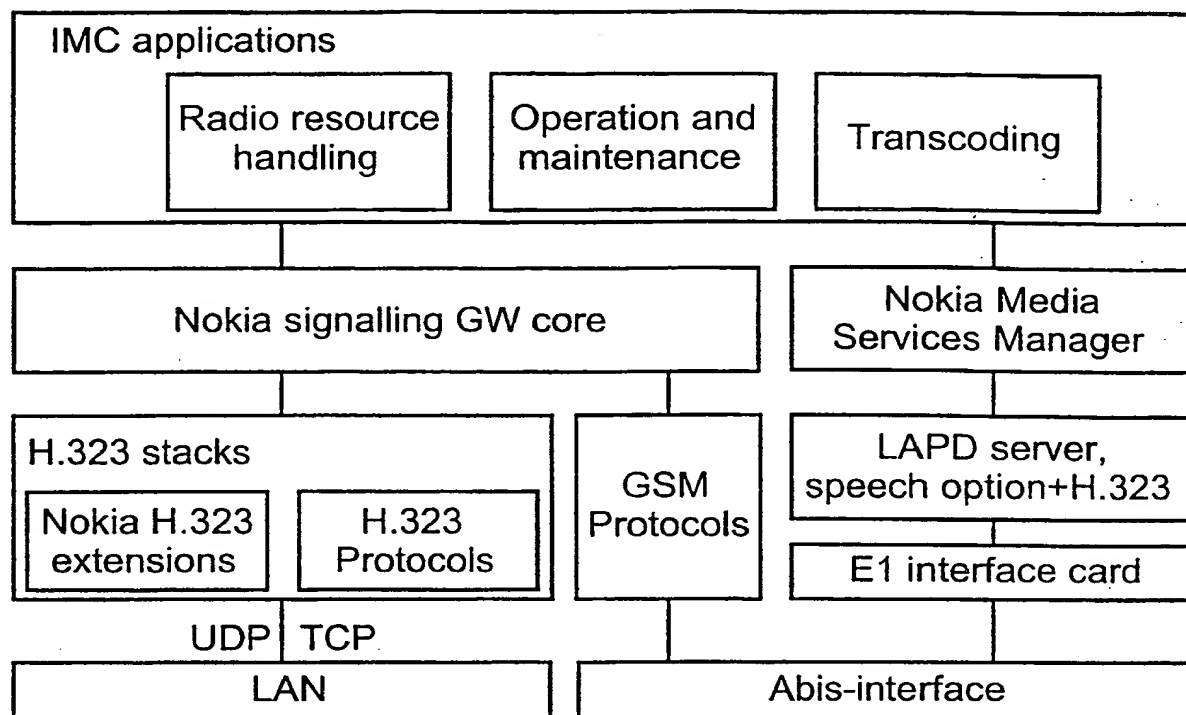 IMC applications
Radio resource
handling
Operation and
maintenance
Transcoding
Nokia signalling GW core
Nokia Media
Services Manager
H.323 stacks
Nokia H.323
extensions
H.323
Protocols
GSM
Protocols
LAPD server,
speech option+H.323
E1 interface card
UDP TCP
LAN
Abis-interface